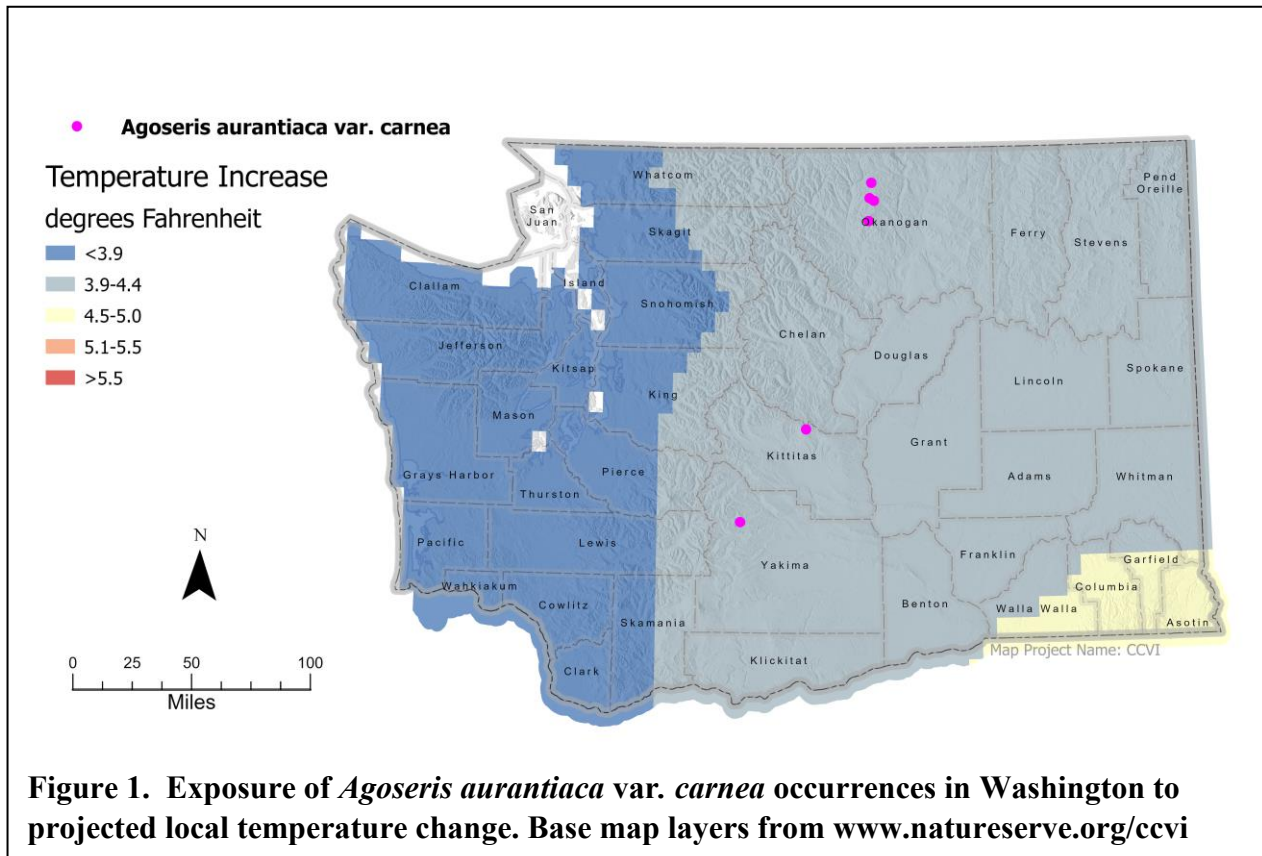 Agoseris aurantiaca var. carnea
Temperature Increase
degrees Fahrenheit
<3.9
3.9-4.4
4.5-5.0
5.1-5.5
>5.5
Whatcom
Pend
Oreille
San
Juan
Okanogan
Skagit
Ferry
Stevens
Island
Clallam
Snohomish
Chelan
Jefferson
Douglas
Kitsap
Lincoln
Spokane
King
Mason
Grant
Kittitas
Grays Harbor
Pierce
Adams
Whitman
Thurston
Pacific
Lewis
Yakima
Franklin
Garfield
Wahkiakum
Columbia
Cowlitz
Benton
Walla Walla
Skamania
Asotin
Map Project Name: CCVI
Klickitat
Clark
N
0 25 50 100
Miles
Figure 1. Exposure of Agoseris aurantiaca var. carnea occurrences in Washington to
projected local temperature change. Base map layers from www.natureserve.org/ccvi